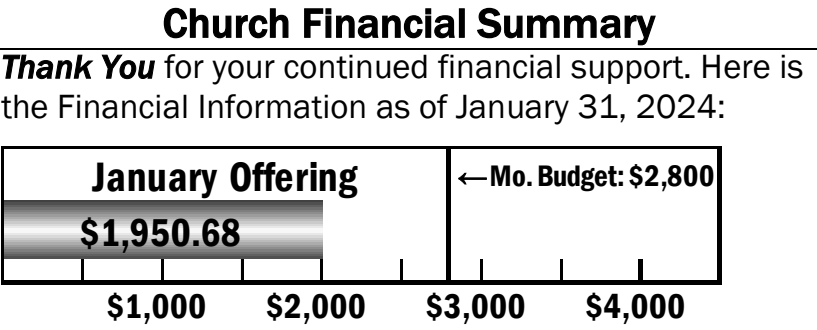 Church Financial Summary
Thank You for your continued financial support. Here is
the Financial Information as of January 31, 2024:
January Offering
←Mo. Budget: $2,800
$1,950.68
$1,000 $2,000 $3,000 $4,000